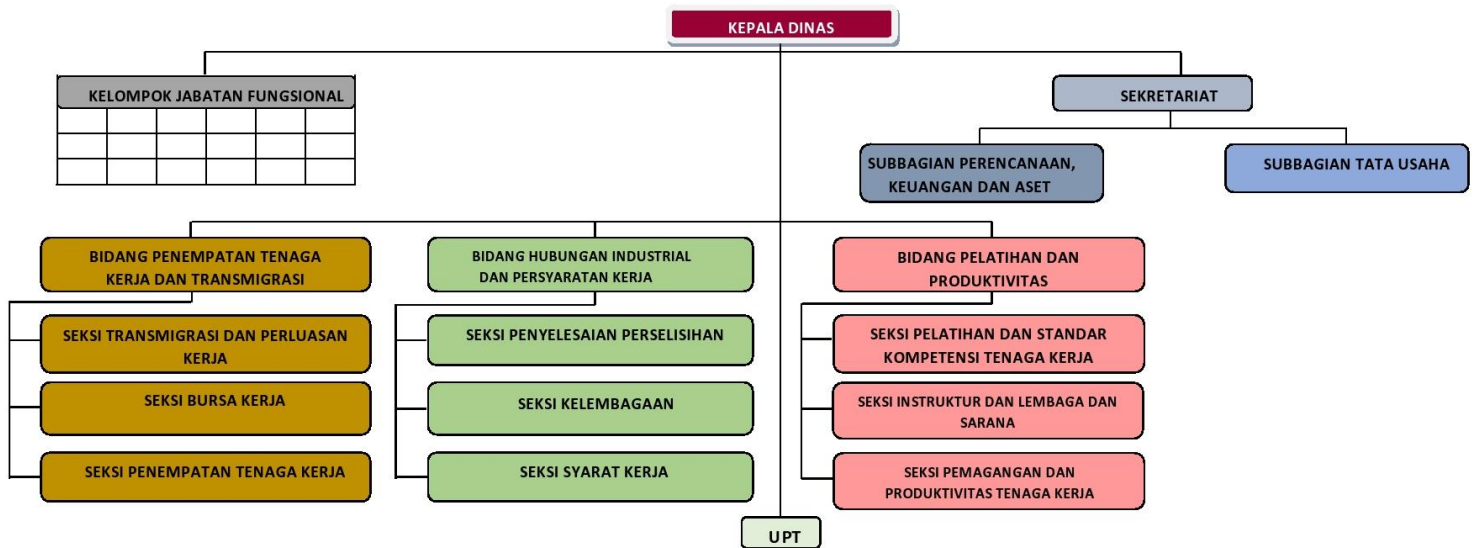 KEPALA DINAS
KELOMPOK JABATAN FUNGSIONAL
SEKRETARIAT
SUBBAGIAN PERENCANAAN,
KEUANGAN DAN ASET
SUBBAGIAN TATA USAHA
BIDANG PENEMPATAN TENAGA
KERJA DAN TRANSMIGRASI
BIDANG HUBUNGAN INDUSTRIAL
DAN PERSYARATAN KERJA
BIDANG PELATIHAN DAN
PRODUKTIVITAS
SEKSI TRANSMIGRASI DAN PERLUASAN
KERJA
SEKSI PENYELESAIAN PERSELISIHAN
SEKSI PELATIHAN DAN STANDAR
KOMPETENSI TENAGA KERJA
SEKSI BURSA KERJA
SEKSI KELEMBAGAAN
SEKSI INSTRUKTUR DAN LEMBAGA DAN
SARANA
SEKSI PENEMPATAN TENAGA KERJA
SEKSI SYARAT KERJA
SEKSI PEMAGANGAN DAN
PRODUKTIVITAS TENAGA KERJA
UPT